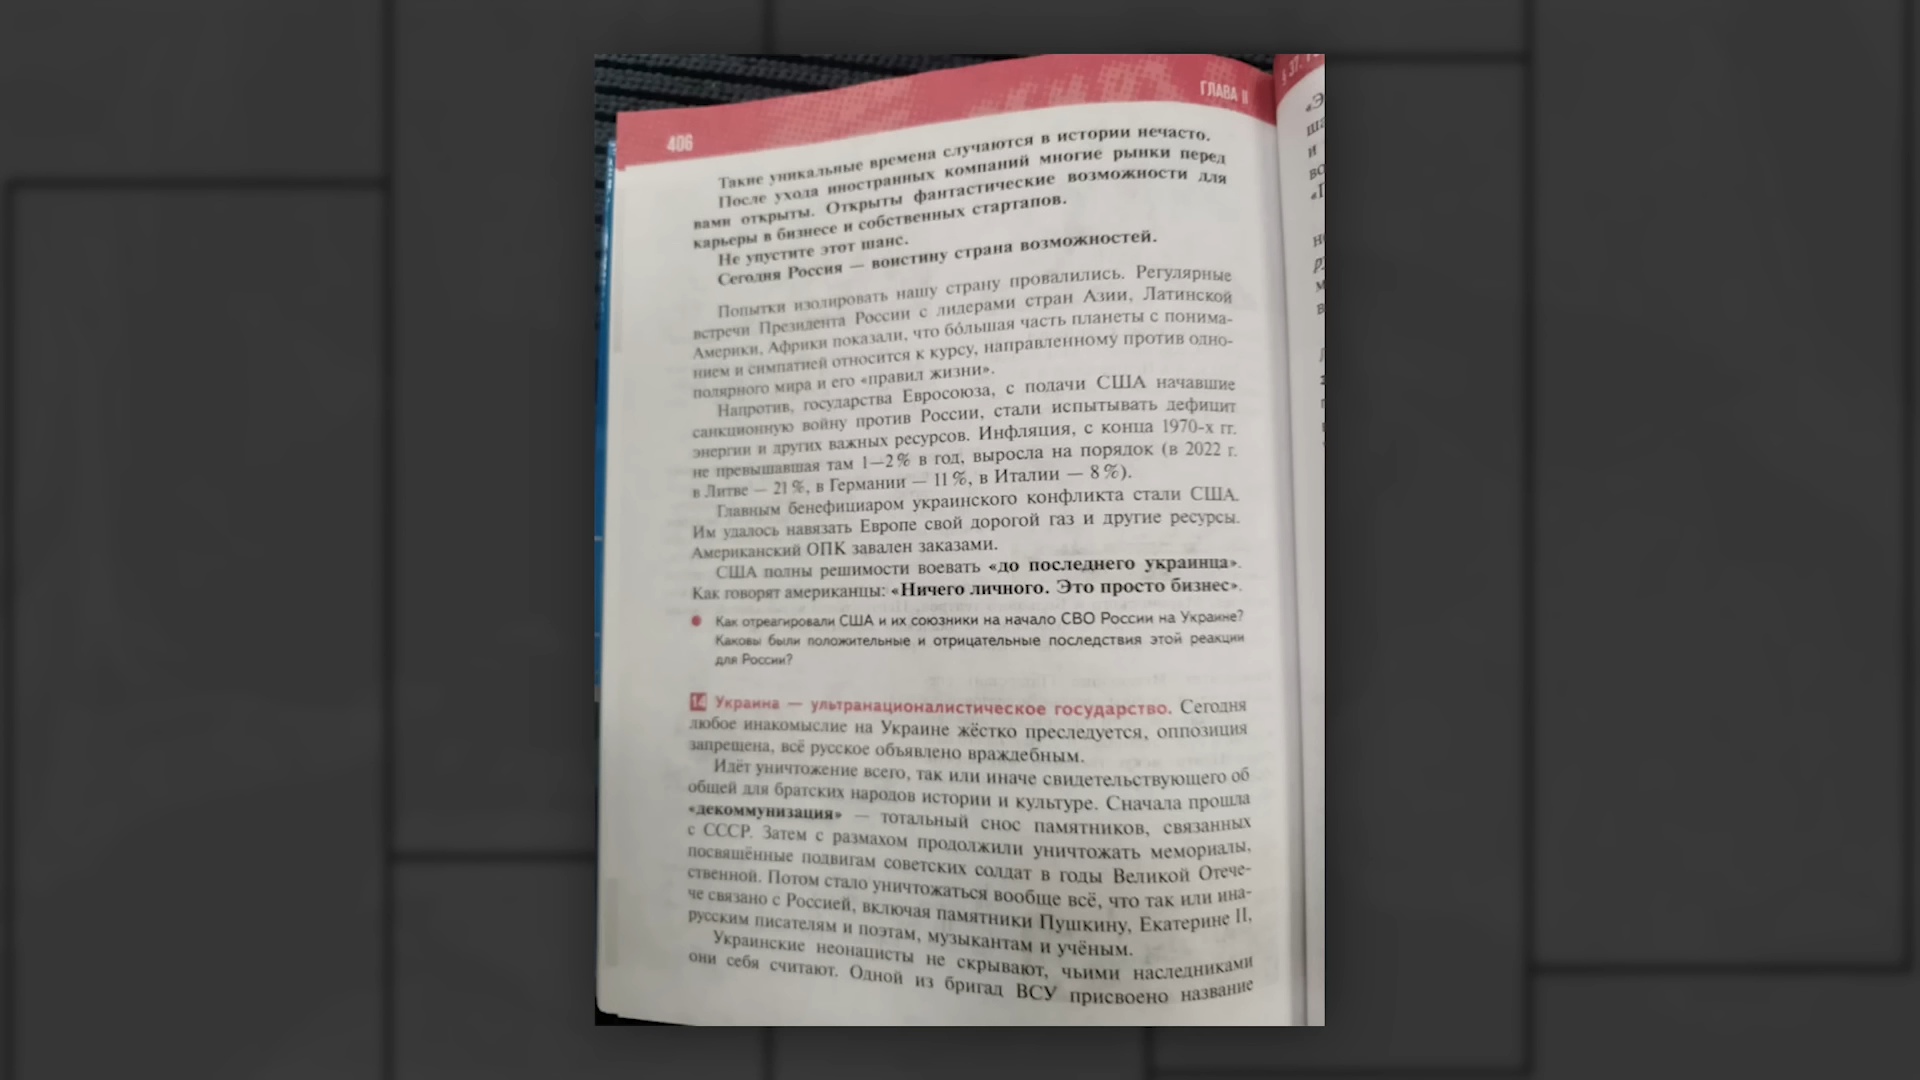 406
ГЛАВА II
Такие уникальные времена случаются в истории нечасто.
После ухода иностранных компаний многие рынки перед
вами открыты. Открыты фантастические возможности для
карьеры в бизнесе и собственных стартапов.
Не упустите этот шанс.
Сегодня Россия — воистину страна возможностей.
Попытки изолировать нашу страну провалились. Регулярные
встречи Президента России с лидерами стран Азии, Латинской
Америки, Африки показали, что бо́льшая часть планеты с понима-
нием и симпатией относится к курсу, направленному против одно-
полярного мира и его «правил жизни».
Напротив, государства Евросоюза, с подачи США начавшие
санкционную войну против России, стали испытывать дефицит
энергии и других важных ресурсов. Инфляция, с конца 1970-х гг.
не превышавшая там 1—2 % в год, выросла на порядок (в 2022 г.
в Литве — 21 %, в Германии — 11 %, в Италии — 8 %).
Главным бенефициаром украинского конфликта стали США.
Им удалось навязать Европе свой дорогой газ и другие ресурсы.
Американский ОПК завален заказами.
США полны решимости воевать «до последнего украинца».
Как говорят американцы: «Ничего личного. Это просто бизнес».
Как отреагировали США и их союзники на начало СВО России на Украине?
Каковы были положительные и отрицательные последствия этой реакции
для России?
14 Украина — ультранационалистическое государство. Сегодня
любое инакомыслие на Украине жёстко преследуется, оппозиция
запрещена, всё русское объявлено враждебным.
Идёт уничтожение всего, так или иначе свидетельствующего об
общей для братских народов истории и культуре. Сначала прошла
«декоммунизация» — тотальный снос памятников, связанных
с СССР. Затем с размахом продолжили уничтожать мемориалы,
посвящённые подвигам советских солдат в годы Великой Отече-
ственной. Потом стало уничтожаться вообще всё, что так или ина-
че связано с Россией, включая памятники Пушкину, Екатерине II,
русским писателям и поэтам, музыкантам и учёным.
Украинские неонацисты не скрывают, чьими наследниками
они себя считают. Одной из бригад ВСУ присвоено название